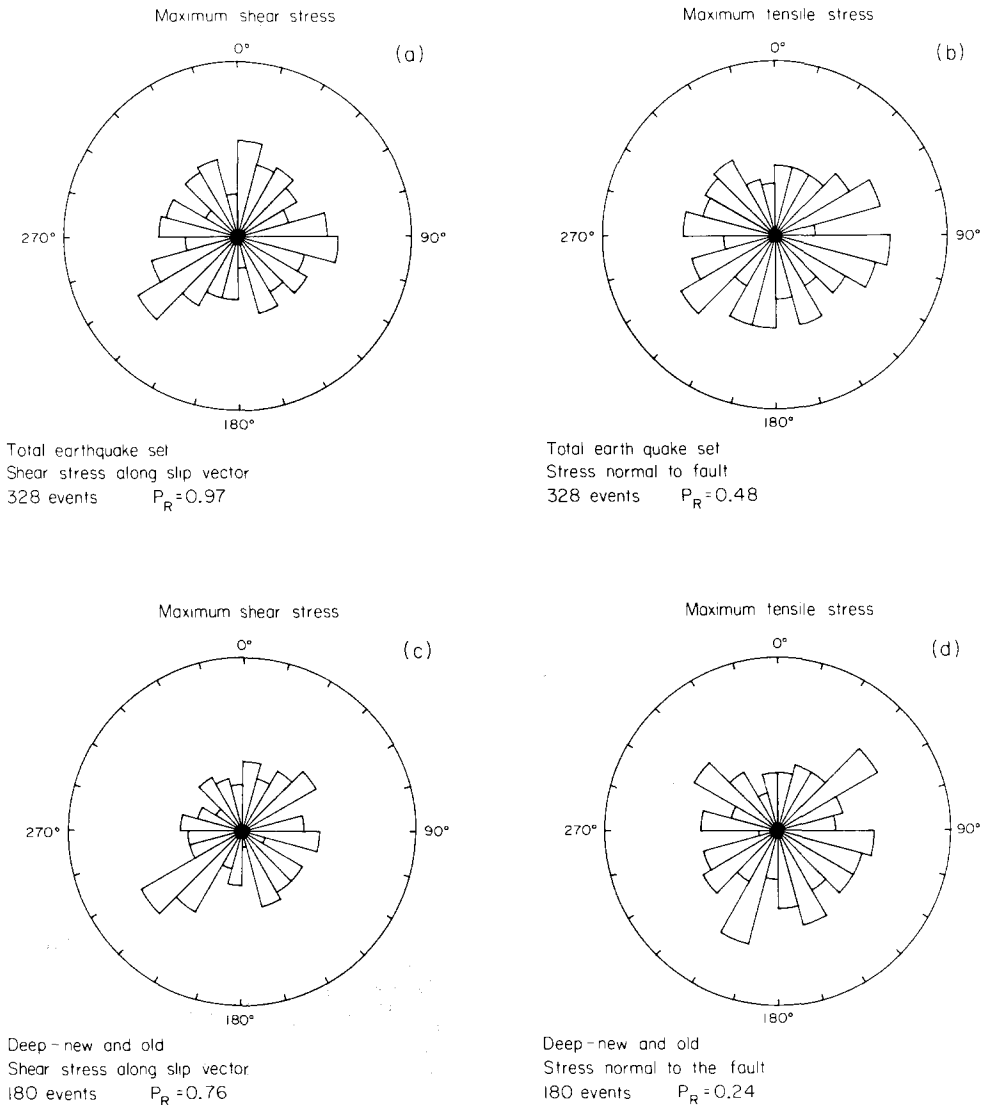 Maximum shear stress
(a)
0°
90°
180°
270°
Total earthquake set
Shear stress along slip vector
328 events P_R=0.97
Maximum tensile stress
(b)
0°
90°
180°
270°
Total earth quake set
Stress normal to fault
328 events P_R=0.48
Maximum shear stress
(c)
0°
90°
180°
270°
Deep-new and old
Shear stress along slip vector
180 events P_R=0.76
Maximum tensile stress
(d)
0°
90°
180°
270°
Deep-new and old
Stress normal to the fault
180 events P_R=0.24